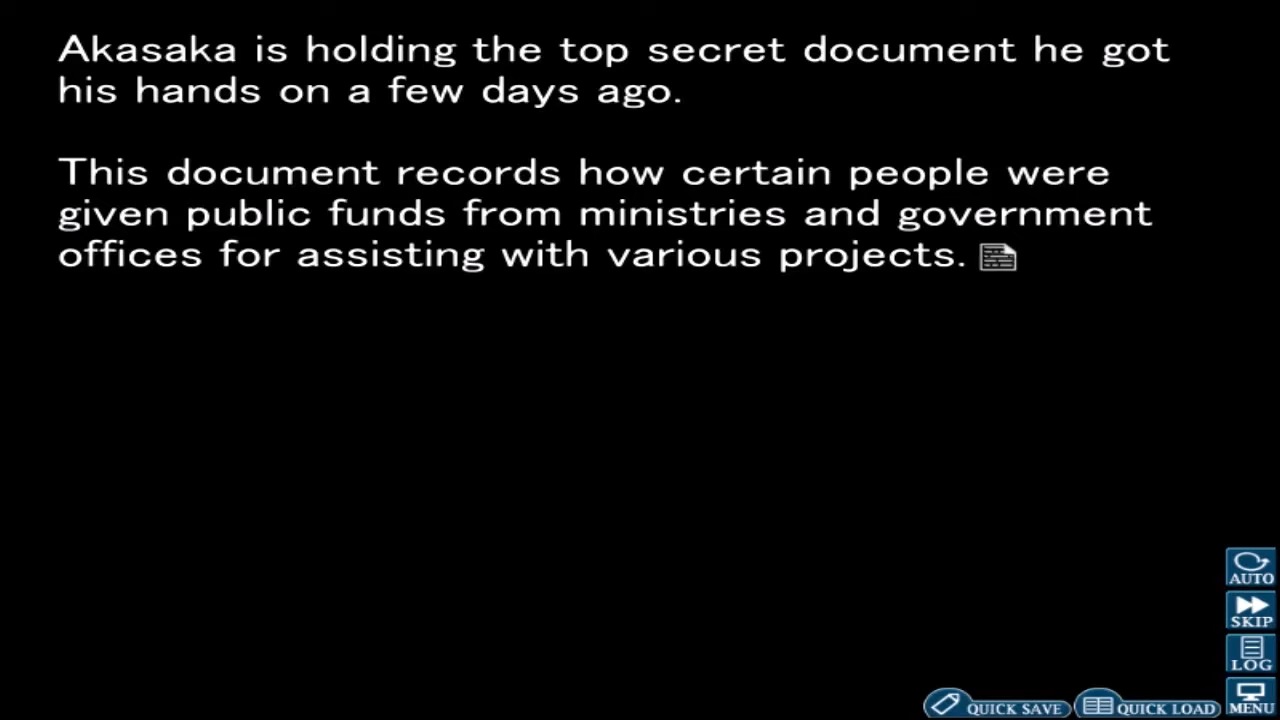 Akasaka is holding the top secret document he got
his hands on a few days ago.
This document records how certain people were
given public funds from ministries and government
offices for assisting with various projects.
AUTO
SKIP
LOG
MENU
QUICK SAVE
QUICK LOAD